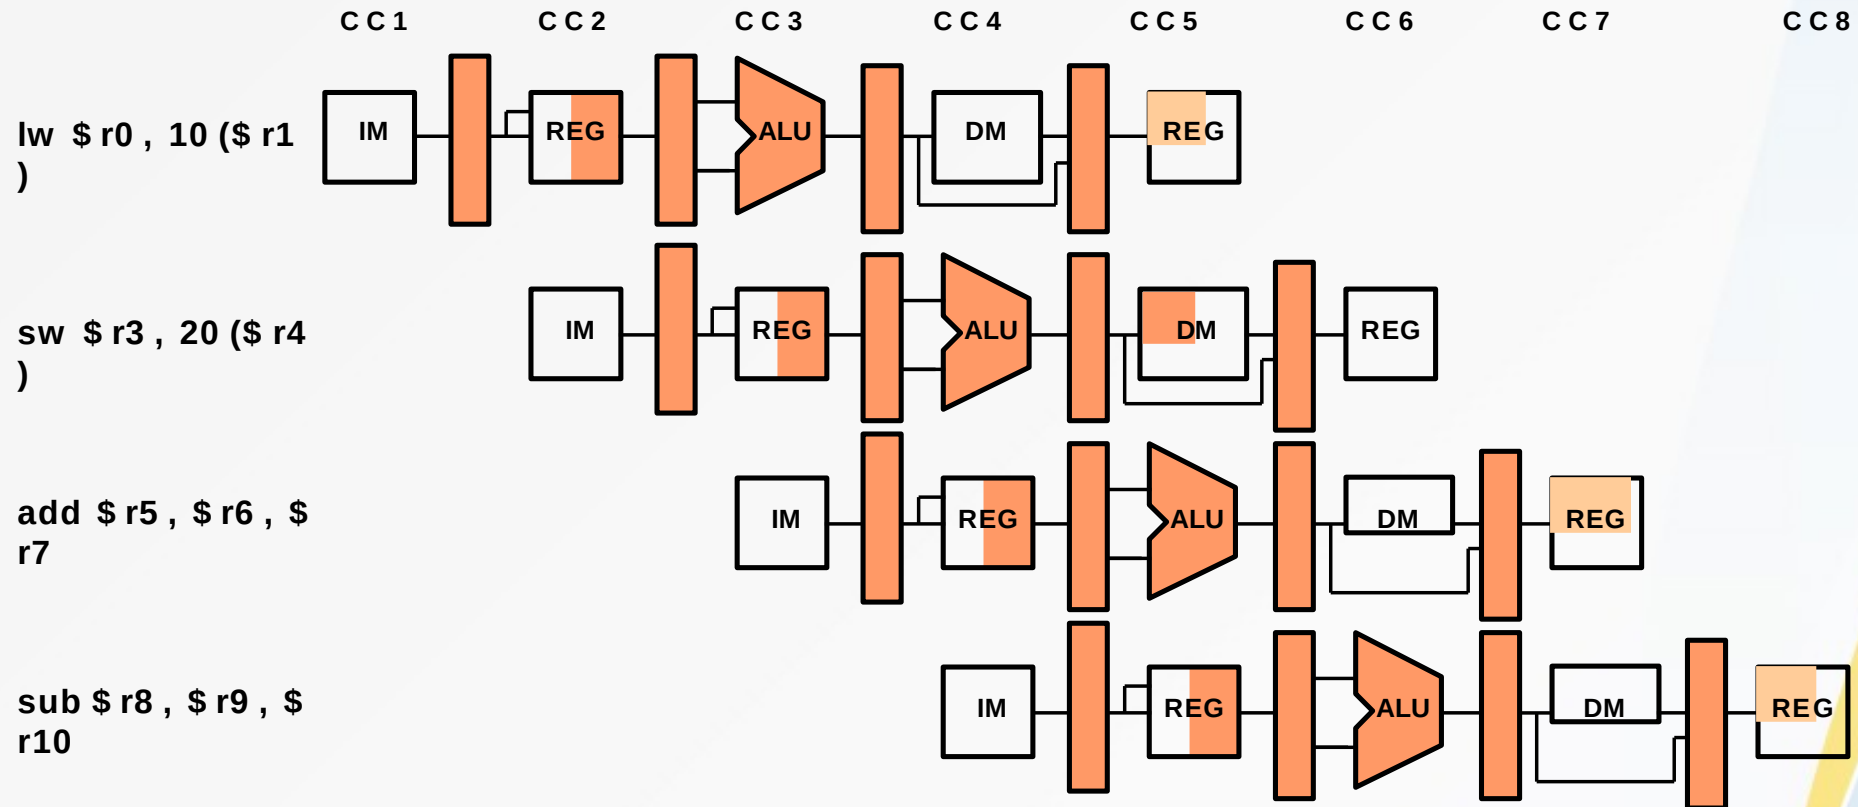 CC1 CC2 CC3 CC4 CC5 CC6 CC7 CC8
lw $r0, 10($r1
)
IM REG ALU DM REG
sw $r3, 20($r4
)
IM REG ALU DM REG
add $r5, $r6, $
r7
IM REG ALU DM REG
sub $r8, $r9, $
r10
IM REG ALU DM REG